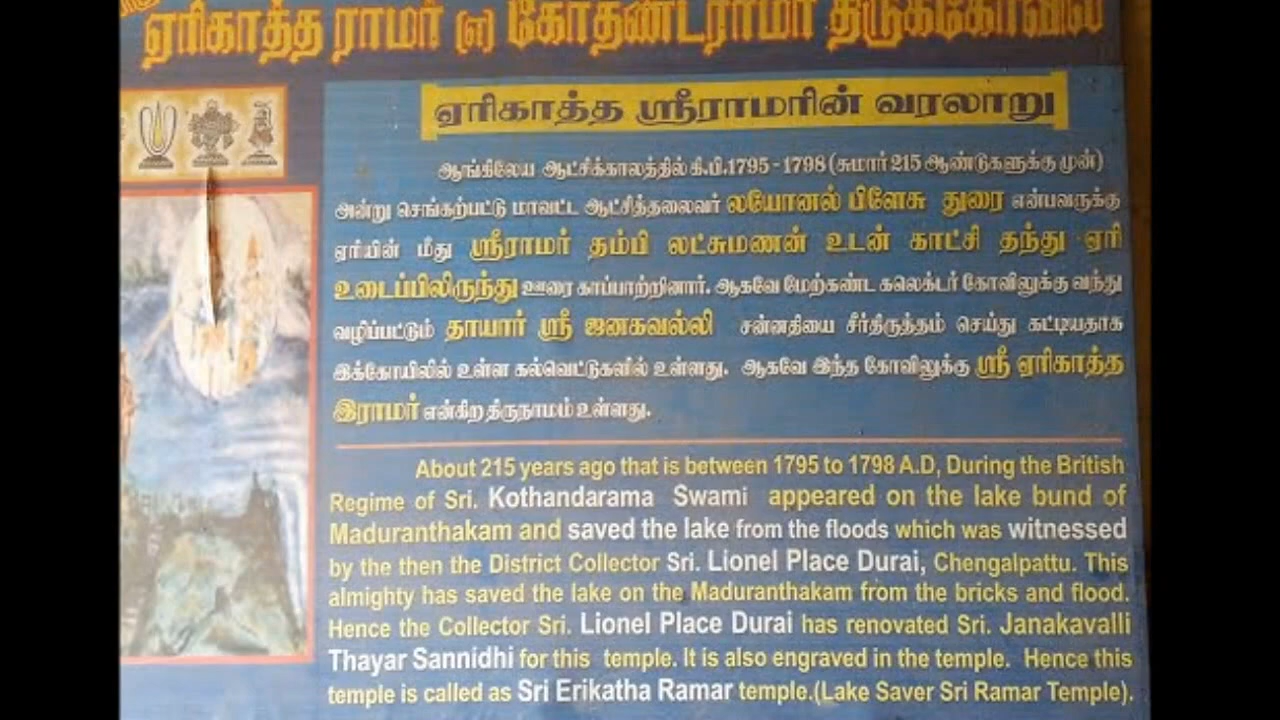 ஏரிகாத்த ராமர் (எ) கோதண்டராமர் திருக்கோவில்
ஏரிகாத்த ஸ்ரீராமரின் வரலாறு
ஆங்கிலேய ஆட்சிக்காலத்தில் கி.பி.1795 - 1798 (சுமார் 215 ஆண்டுகளுக்கு முன்)
அன்று செங்கற்பட்டு மாவட்ட ஆட்சித்தலைவர் லயோனல் பிளேசு துரை என்பவருக்கு
ஏரியின் மீது ஸ்ரீராமர் தம்பி லட்சுமணன் உடன் காட்சி தந்து ஏரி
உடைப்பிலிருந்து ஊரை காப்பாற்றினார். ஆகவே மேற்கண்ட கலெக்டர் கோவிலுக்கு வந்து
வழிப்பட்டும் தாயார் ஸ்ரீ ஜனகவல்லி சன்னதியை சீர்திருத்தம் செய்து கட்டியதாக
இக்கோயிலில் உள்ள கல்வெட்டுகளில் உள்ளது. ஆகவே இந்த கோவிலுக்கு ஸ்ரீ ஏரிகாத்த
இராமர் என்கிற திருநாமம் உள்ளது.
About 215 years ago that is between 1795 to 1798 A.D, During the British
Regime of Sri. Kothandarama Swami appeared on the lake bund of
Maduranthakam and saved the lake from the floods which was witnessed
by the then the District Collector Sri. Lionel Place Durai, Chengalpattu. This
almighty has saved the lake on the Maduranthakam from the bricks and flood.
Hence the Collector Sri. Lionel Place Durai has renovated Sri. Janakavalli
Thayar Sannidhi for this temple. It is also engraved in the temple. Hence this
temple is called as Sri Erikatha Ramar temple.(Lake Saver Sri Ramar Temple).